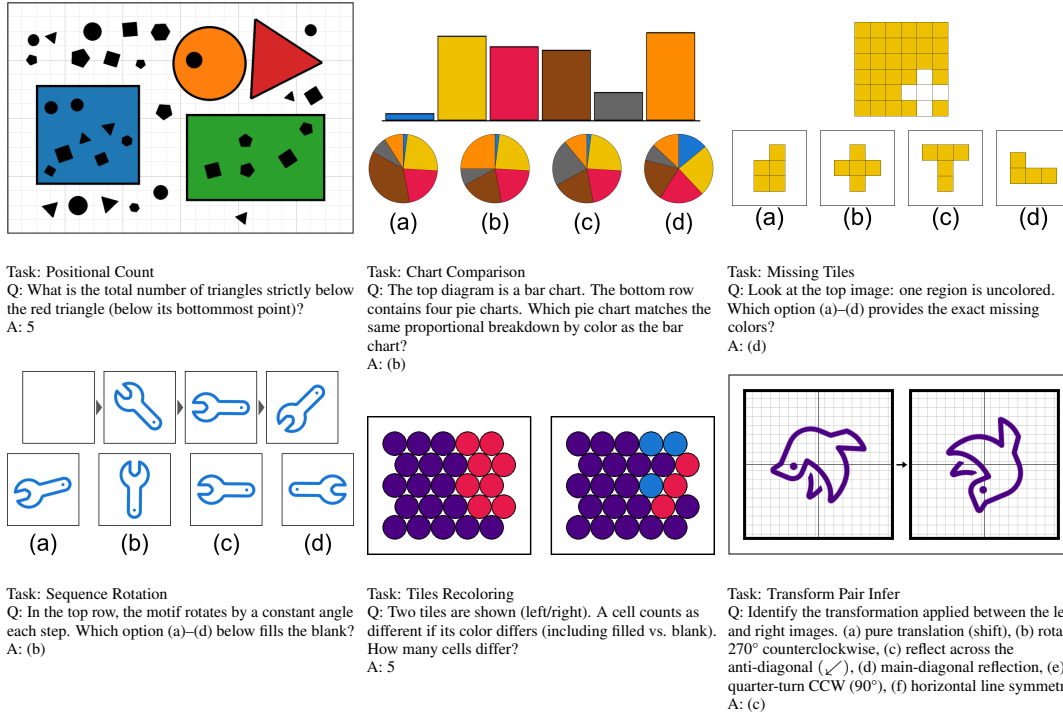 (a) (b) (c) (d)
(a) (b) (c) (d)
Task: Positional Count
Q: What is the total number of triangles strictly below
the red triangle (below its bottommost point)?
A: 5
Task: Chart Comparison
Q: The top diagram is a bar chart. The bottom row
contains four pie charts. Which pie chart matches the
same proportional breakdown by color as the bar
chart?
A: (b)
Task: Missing Tiles
Q: Look at the top image: one region is uncolored.
Which option (a)–(d) provides the exact missing
colors?
A: (d)
(a) (b) (c) (d)
Task: Sequence Rotation
Q: In the top row, the motif rotates by a constant angle
each step. Which option (a)–(d) below fills the blank?
A: (b)
Task: Tiles Recoloring
Q: Two tiles are shown (left/right). A cell counts as
different if its color differs (including filled vs. blank).
How many cells differ?
A: 5
Task: Transform Pair Infer
Q: Identify the transformation applied between the le
and right images. (a) pure translation (shift), (b) rota
270° counterclockwise, (c) reflect across the
anti-diagonal (↙), (d) main-diagonal reflection, (e)
quarter-turn CCW (90°), (f) horizontal line symmetr
A: (c)